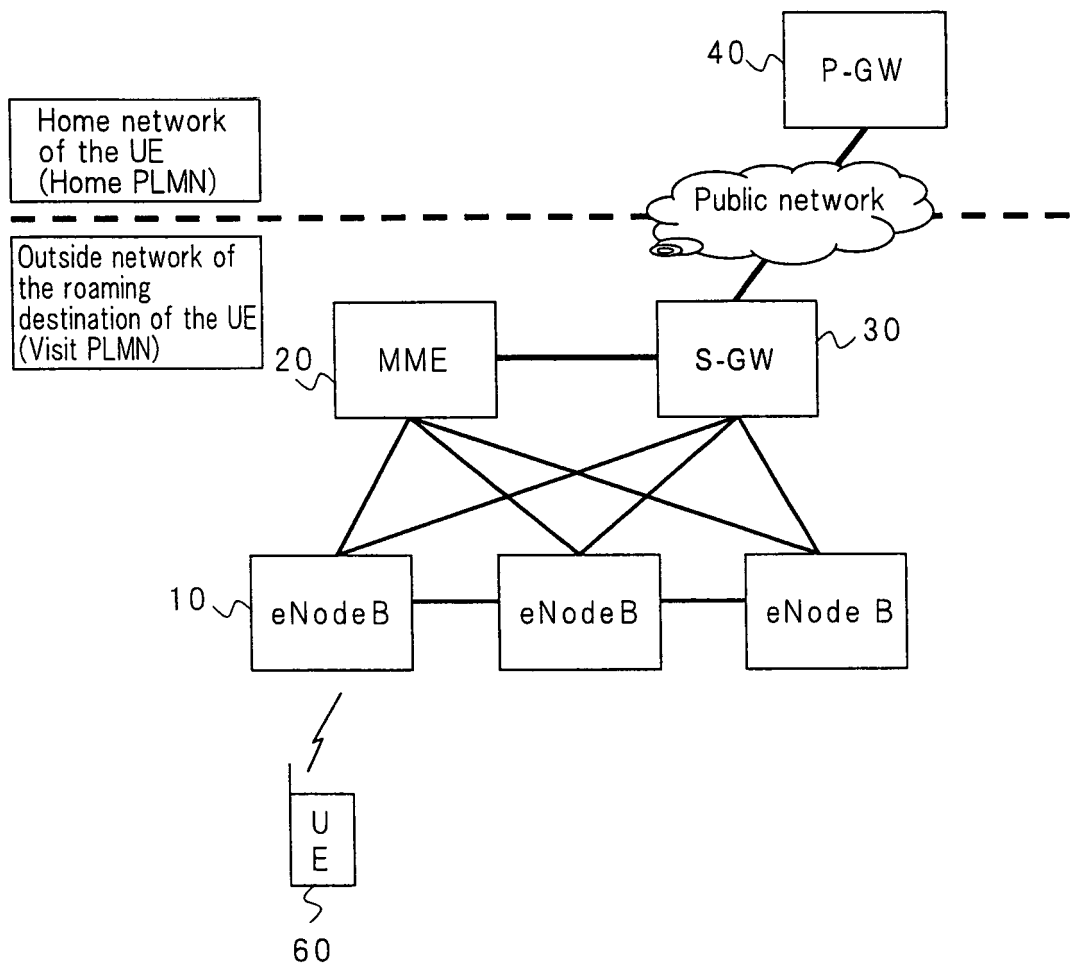 40
P-GW
Home network
of the UE
(Home PLMN)
Public network
Outside network of
the roaming
destination of the UE
(Visit PLMN)
20
MME
S-GW
30
10
eNodeB
eNodeB
eNode B
U
E
60